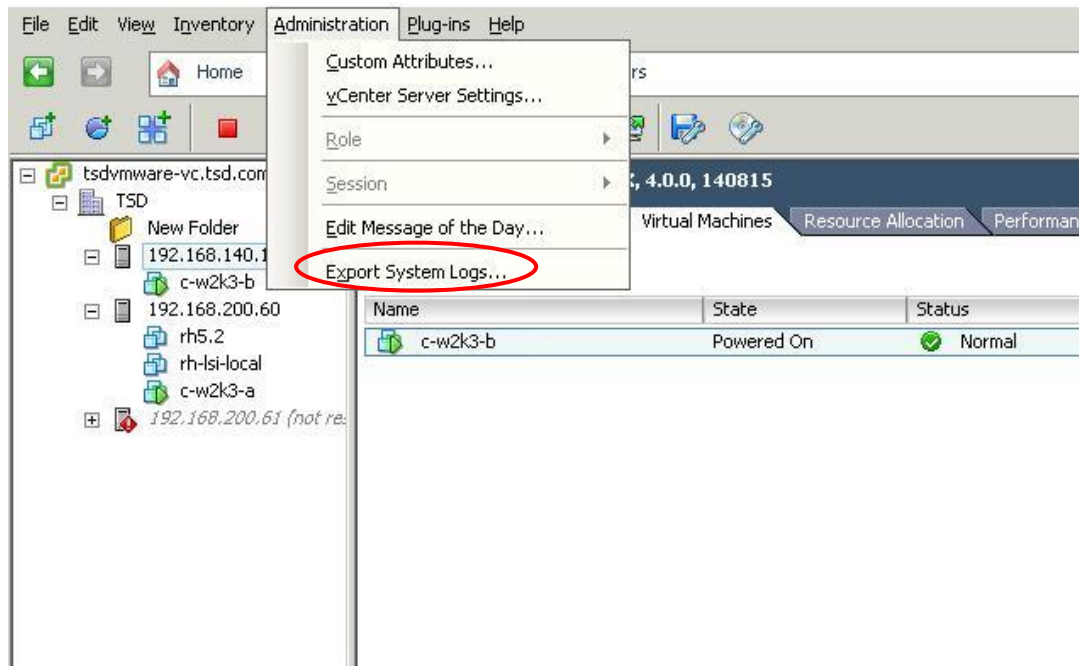 File Edit View Inventory Administration Plug-ins Help
Custom Attributes...
Home
rs
vCenter Server Settings...
Role
tsdvmware-vc.tsd.com
Session
, 4.0.0, 140815
TSD
New Folder
Edit Message of the Day...
Virtual Machines Resource Allocation Performan
192.168.140.1
Export System Logs...
c-w2k3-b
192.168.200.60
Name State Status
rh5.2
c-w2k3-b Powered On Normal
rh-lsi-local
c-w2k3-a
192.168.200.61 (not re